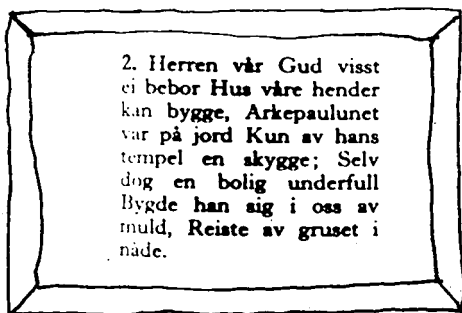 2. Herren vår Gud visst
ei bebor Hus våre hender
kan bygge, Arkepaulunet
var på jord Kun av hans
tempel en skygge; Selv
dog en bolig underfull
Bygde han sig i oss av
muld, Reiste av gruset i
nåde.